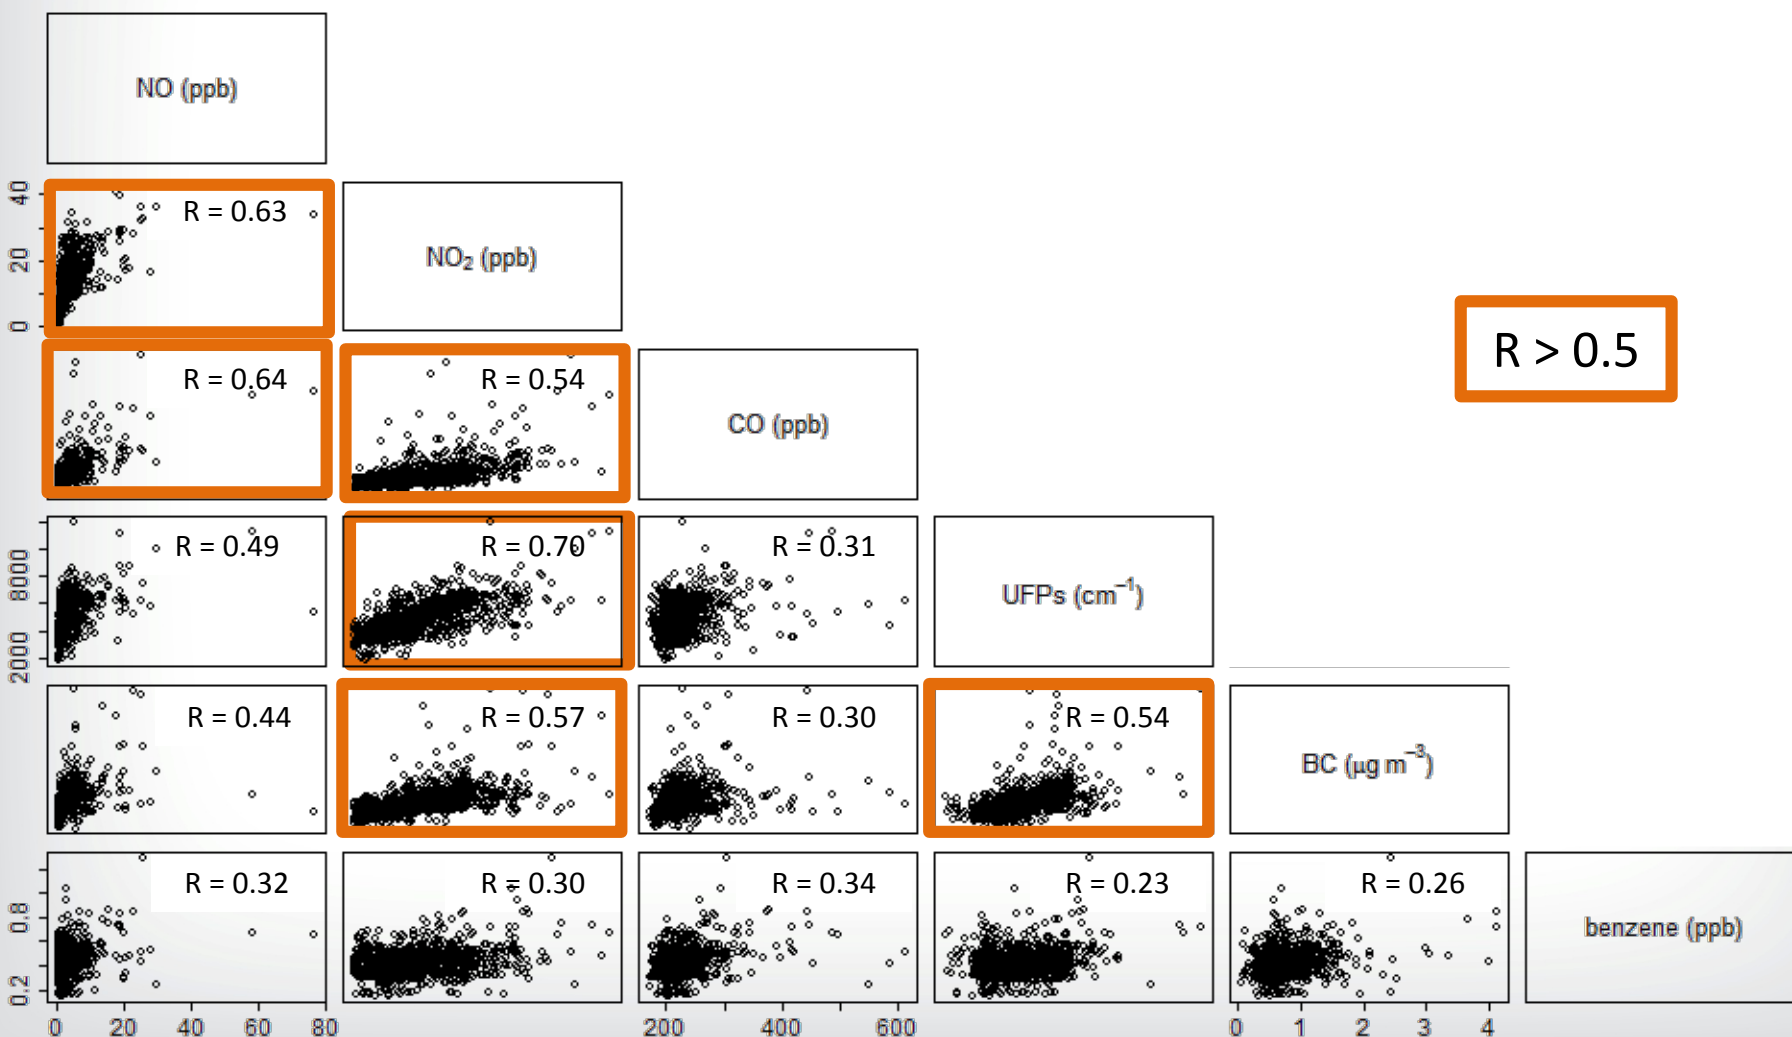 NO (ppb)
40
20
0
R = 0.63
NO₂ (ppb)
R = 0.64
R = 0.54
CO (ppb)
R > 0.5
8000
2000
R = 0.49
R = 0.70
R = 0.31
UFPs (cm⁻¹)
R = 0.44
R = 0.57
R = 0.30
R = 0.54
BC (µg m⁻³)
0.8
0.2
R = 0.32
R = 0.30
R = 0.34
R = 0.23
R = 0.26
benzene (ppb)
0 20 40 60 80
200 400 600
0 1 2 3 4